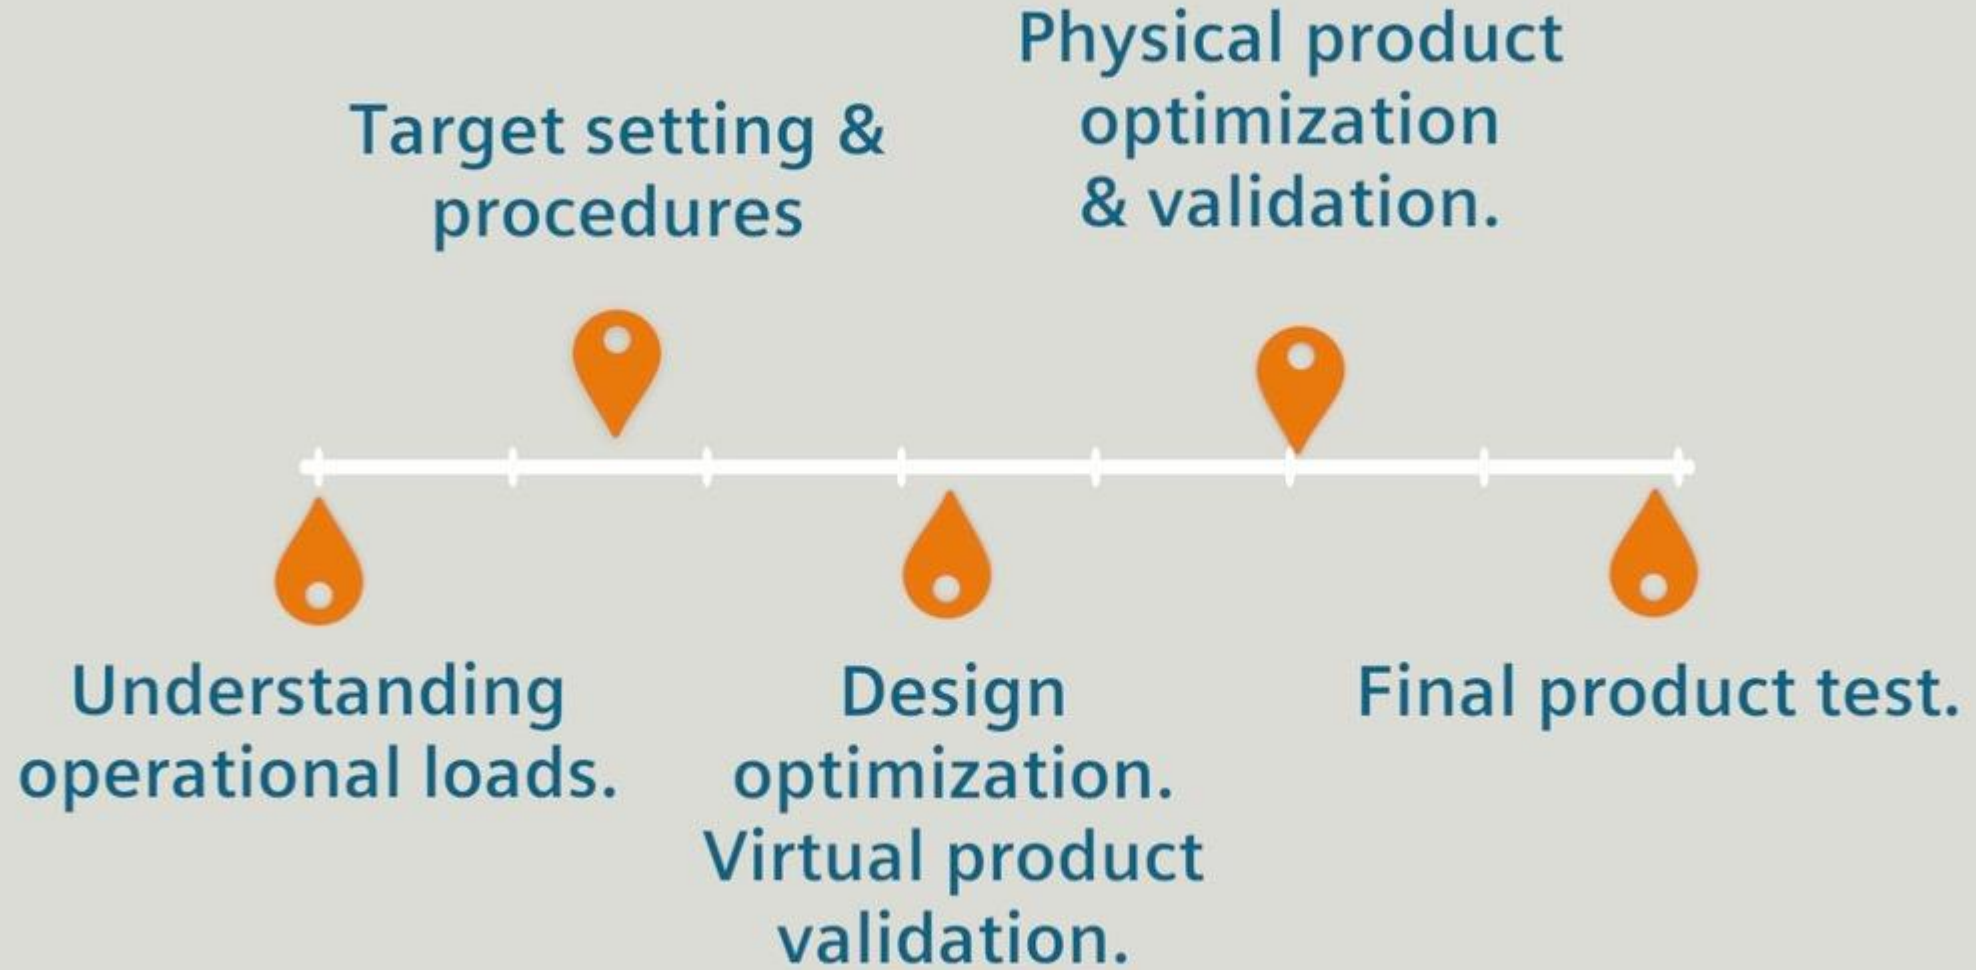 Physical product
optimization
& validation.
Target setting &
procedures
Understanding
operational loads.
Design
optimization.
Virtual product
validation.
Final product test.